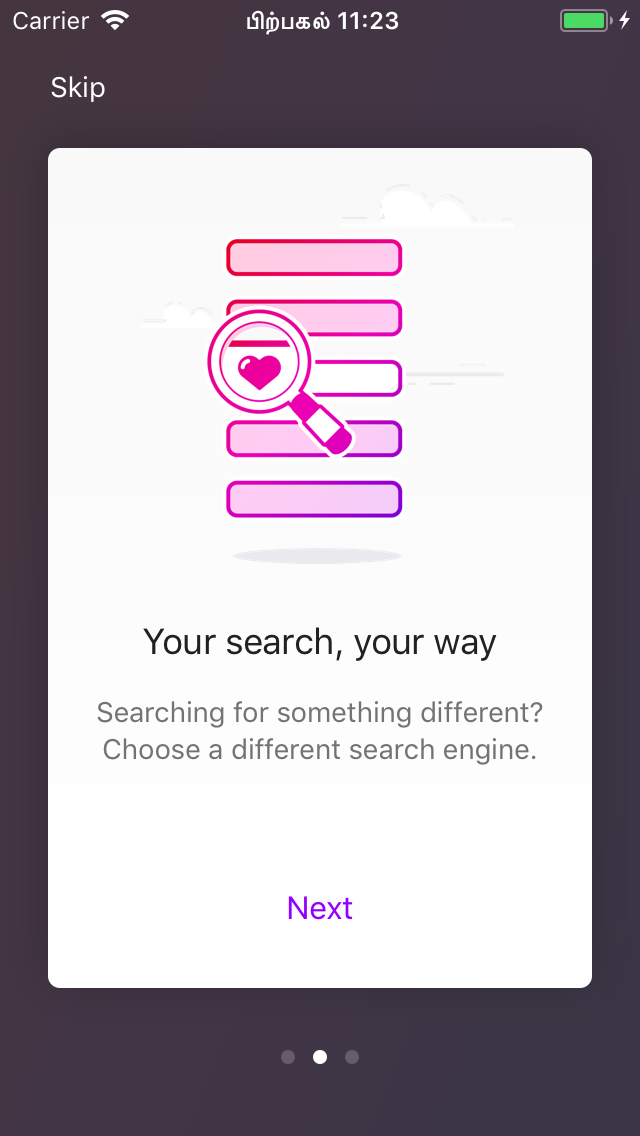 Carrier பிற்பகல் 11:23
Skip
Your search, your way
Searching for something different?
Choose a different search engine.
Next